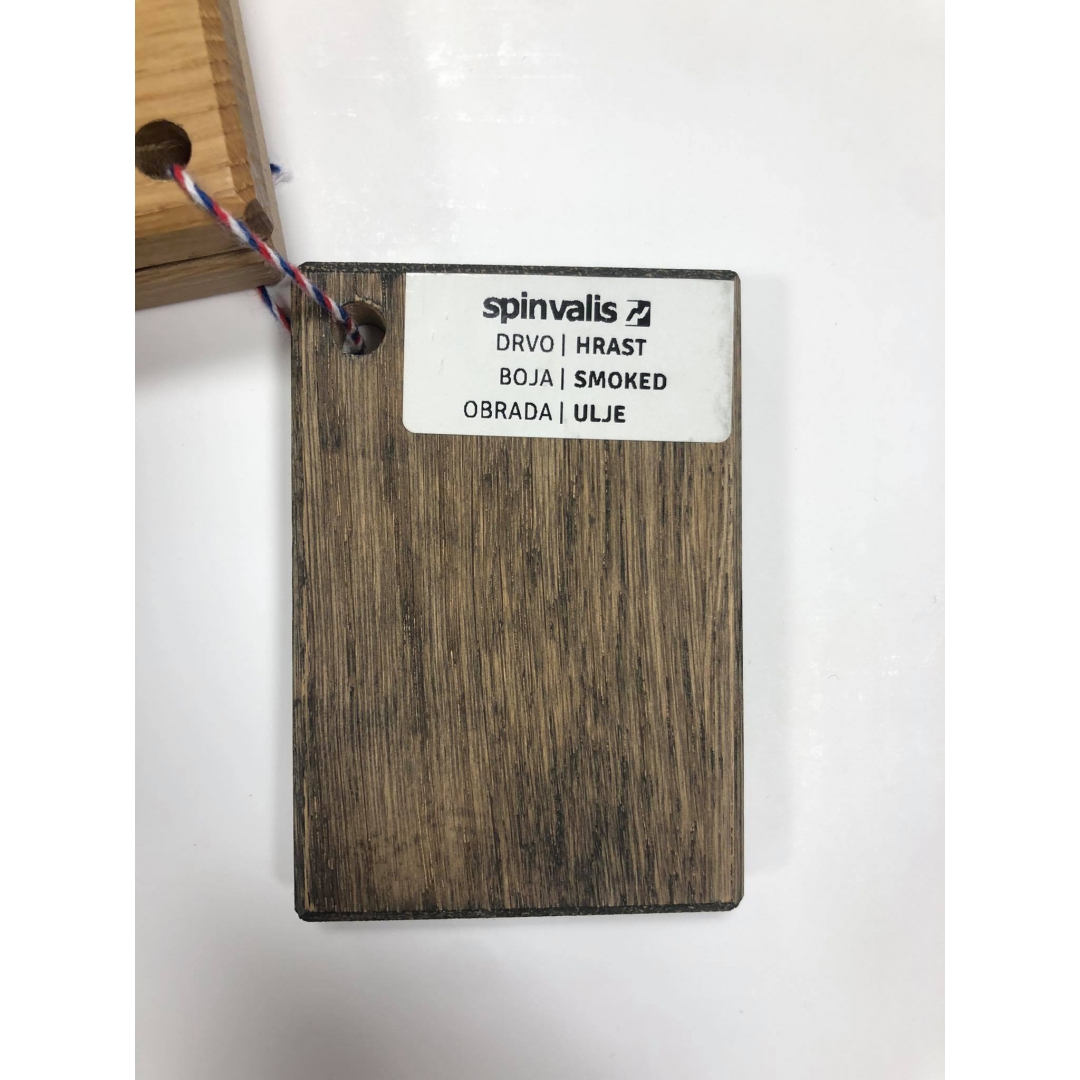 spinvalis
DRVO | HRAST
BOJA | SMOKED
OBRADA | ULJE